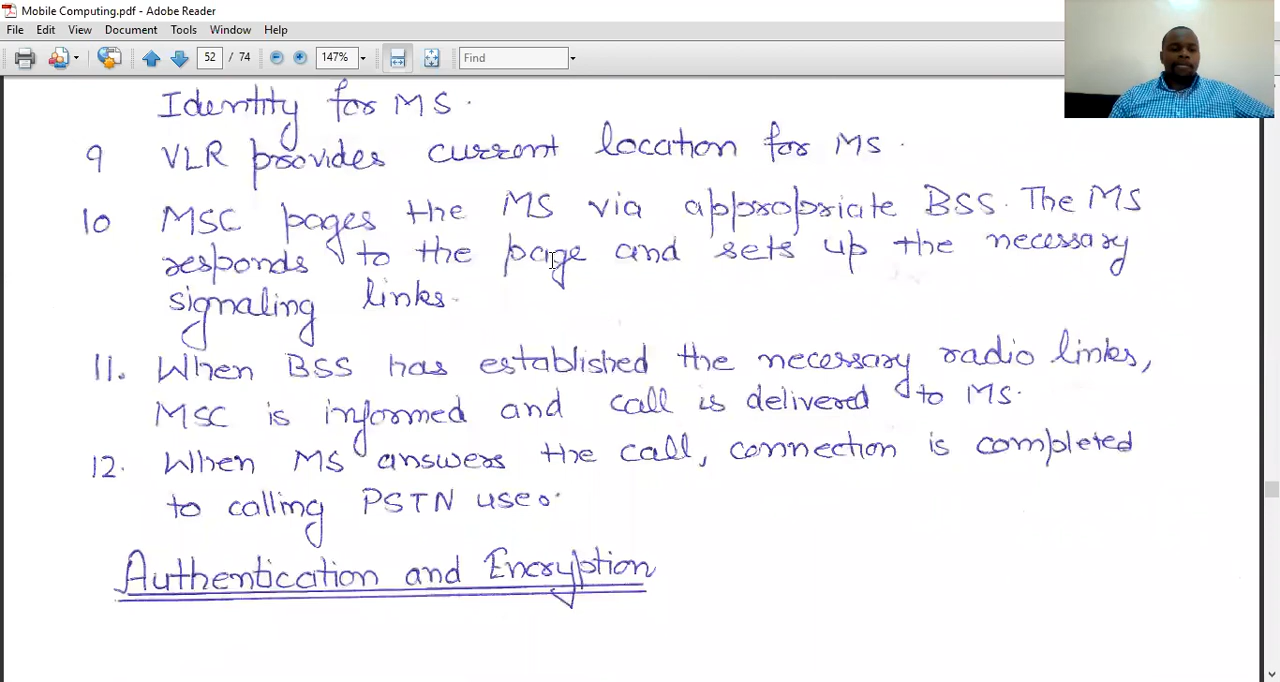 Mobile Computing.pdf - Adobe Reader
File Edit View Document Tools Window Help
52 / 74 147% Find
Identity for MS.
9 VLR provides current location for MS.
10 MSC pages the MS via appropriate BSS. The MS
responds to the page and sets up the necessary
signaling links.
11. When BSS has established the necessary radio links,
MSC is informed and call is delivered to MS.
12. When MS answers the call, connection is completed
to calling PSTN user.
Authentication and Encryption